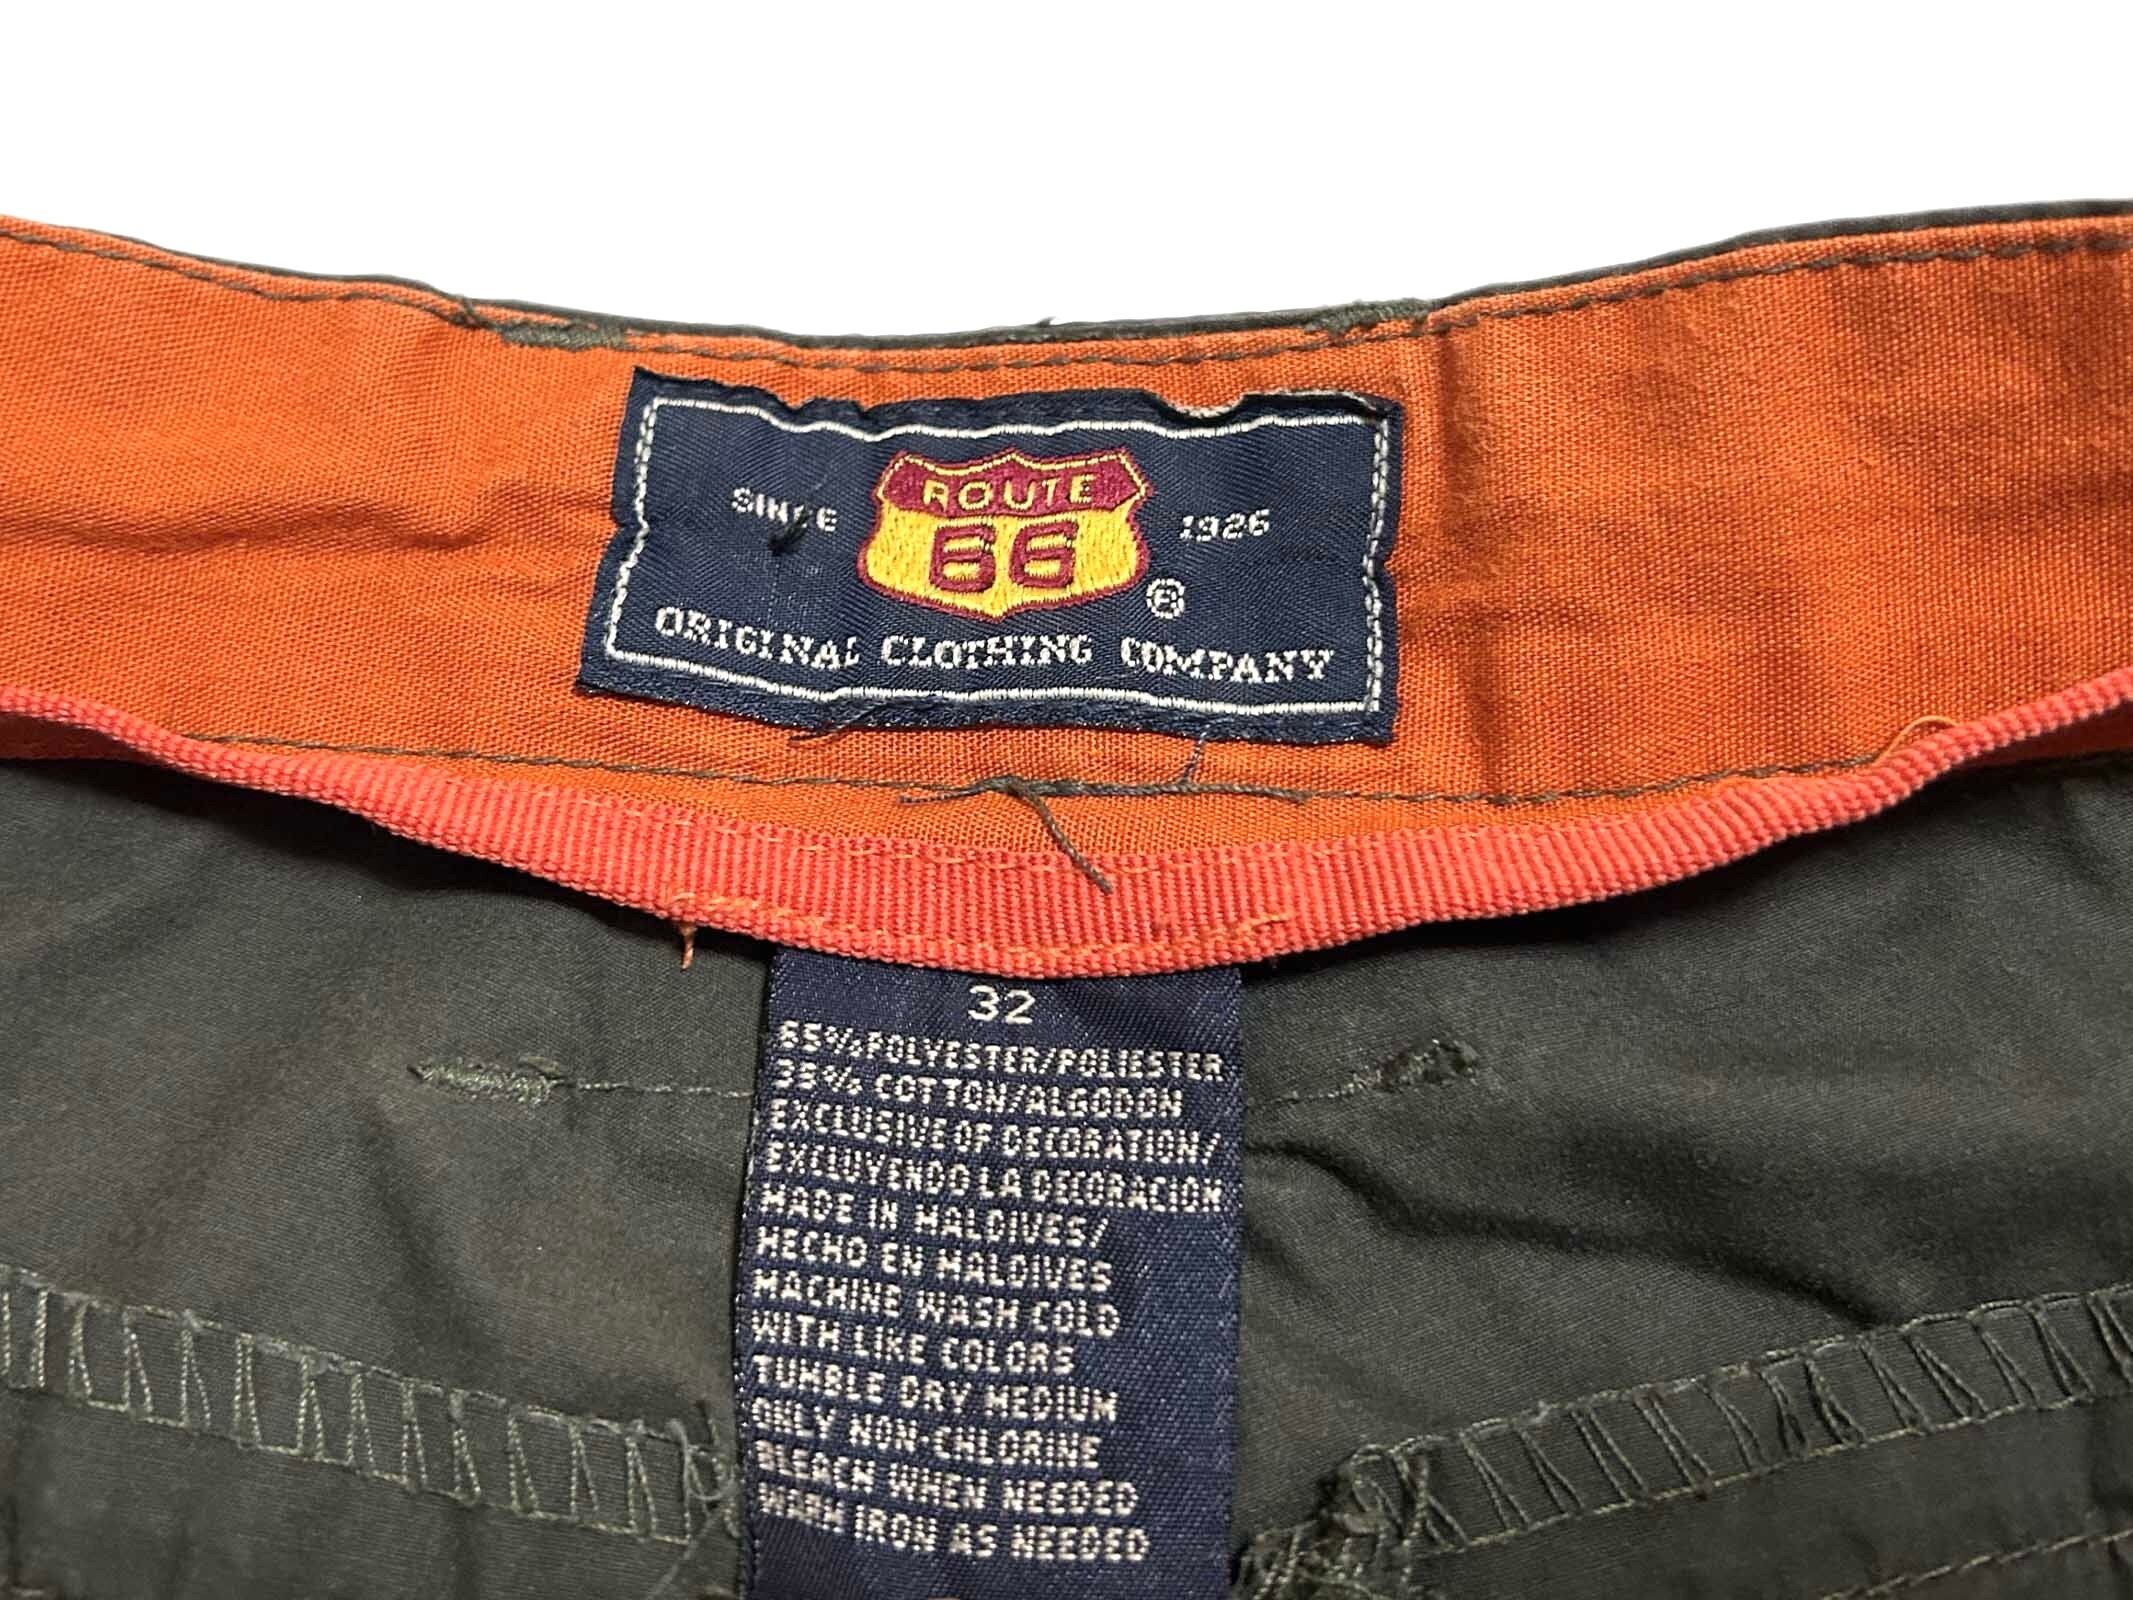 SINCE ROUTE 66 1926 ®
ORIGINAL CLOTHING COMPANY
32
65% POLYESTER/POLIESTER
35% COTTON/ALGODON
EXCLUSIVE OF DECORATION/
EXCLUYENDO LA DECORACION
MADE IN MALDIVES/
HECHO EN MALDIVES
MACHINE WASH COLD
WITH LIKE COLORS
TUMBLE DRY MEDIUM
ONLY NON-CHLORINE
BLEACH WHEN NEEDED
WARM IRON AS NEEDED